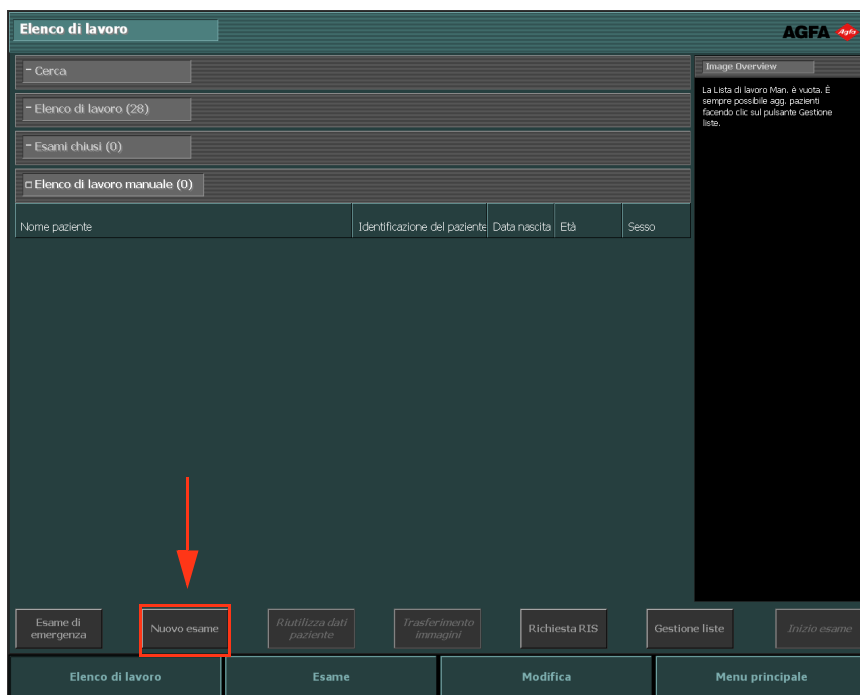 Elenco di lavoro
AGFA
Agfa
- Cerca
Image Overview
La Lista di lavoro Man. è vuota. È
sempre possibile agg. pazienti
facendo clic sul pulsante Gestione
liste.
- Elenco di lavoro (28)
- Esami chiusi (0)
Elenco di lavoro manuale (0)
Nome paziente Identificazione del paziente Data nascita Età Sesso
Esame di
emergenza
Nuovo esame
Riutilizza dati
paziente
Trasferimento
immagini
Richiesta RIS
Gestione liste
Inizio esame
Elenco di lavoro Esame Modifica Menu principale